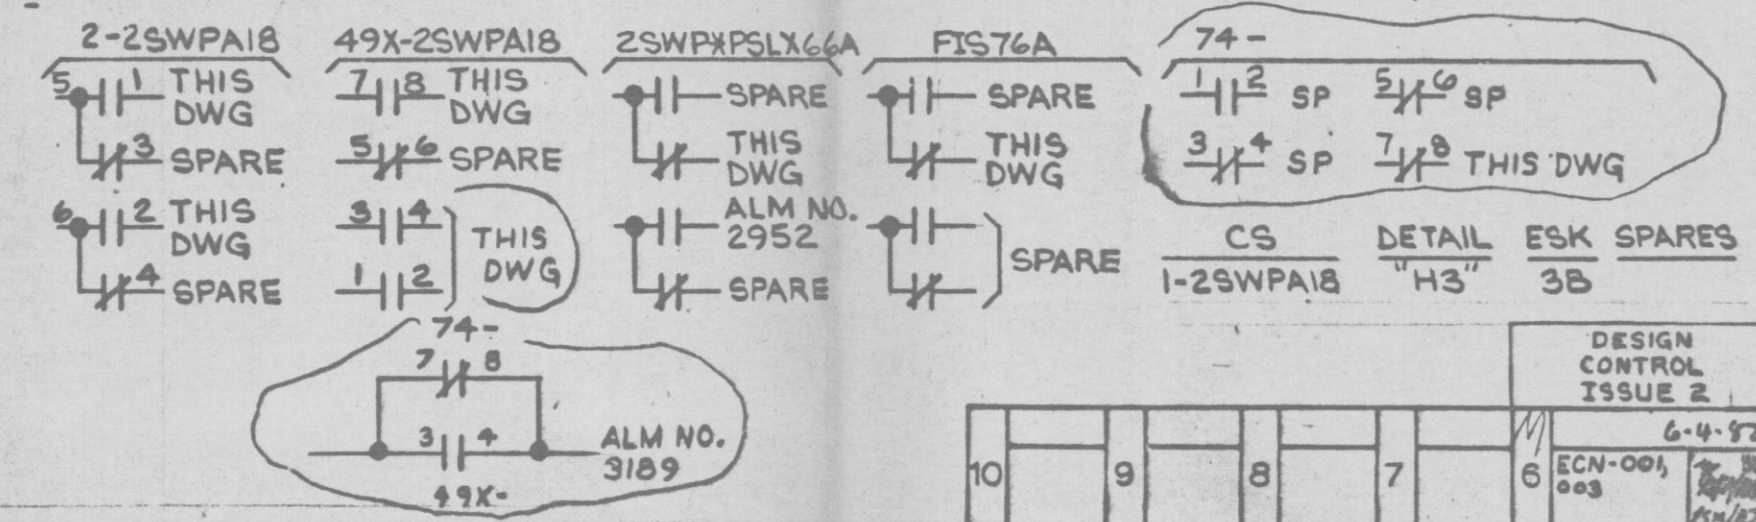 2-2SWPA18
5 1 THIS
DWG
3 SPARE
6 2 THIS
DWG
4 SPARE
49X-2SWPA18
7 8 THIS
DWG
5 6 SPARE
3 4
1 2
THIS
DWG
2SWPXPSLX66A
SPARE
THIS
DWG
ALM NO.
2952
SPARE
FIS76A
SPARE
THIS
DWG
SPARE
74-
1 2 SP 5 6 SP
3 4 SP 7 8 THIS DWG
CS DETAIL ESK SPARES
1-2SWPA18 "H3" 3B
74-
7 8
3 4 ALM NO.
3189
49X-
DESIGN
CONTROL
ISSUE 2
10 9 8 7 6
ECN-001,
003